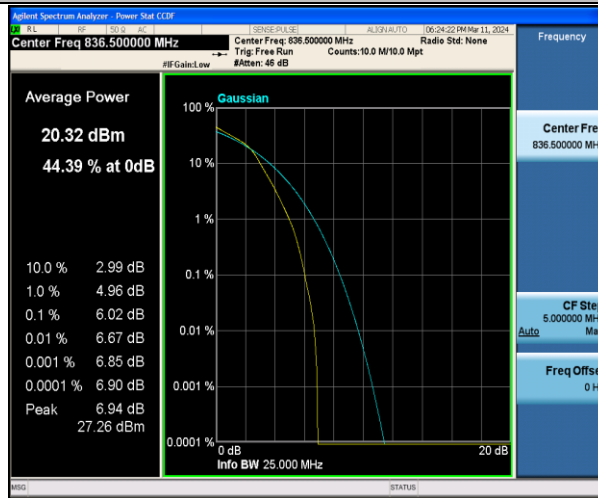 Agilent Spectrum Analyzer - Power Stat CCDF
RL RF 50 Ω AC SENSE:PULSE ALIGNAUTO 06:24:22 PM Mar 11, 2024
Center Freq 836.500000 MHz
Center Freq: 836.500000 MHz Radio Std: None
Trig: Free Run Counts:10.0 M/10.0 Mpt
#IFGain:Low #Atten: 46 dB
Frequency
Average Power
20.32 dBm
44.39 % at 0dB
10.0 % 2.99 dB
1.0 % 4.96 dB
0.1 % 6.02 dB
0.01 % 6.67 dB
0.001 % 6.85 dB
0.0001 % 6.90 dB
Peak 6.94 dB
27.26 dBm
Gaussian
100 %
10 %
1 %
0.1 %
0.01 %
0.001 %
0.0001 %
0 dB 20 dB
Info BW 25.000 MHz
Center Fre
836.500000 MH
CF Ste
5.000000 MH
Auto Ma
Freq Offse
0 H
MSG STATUS